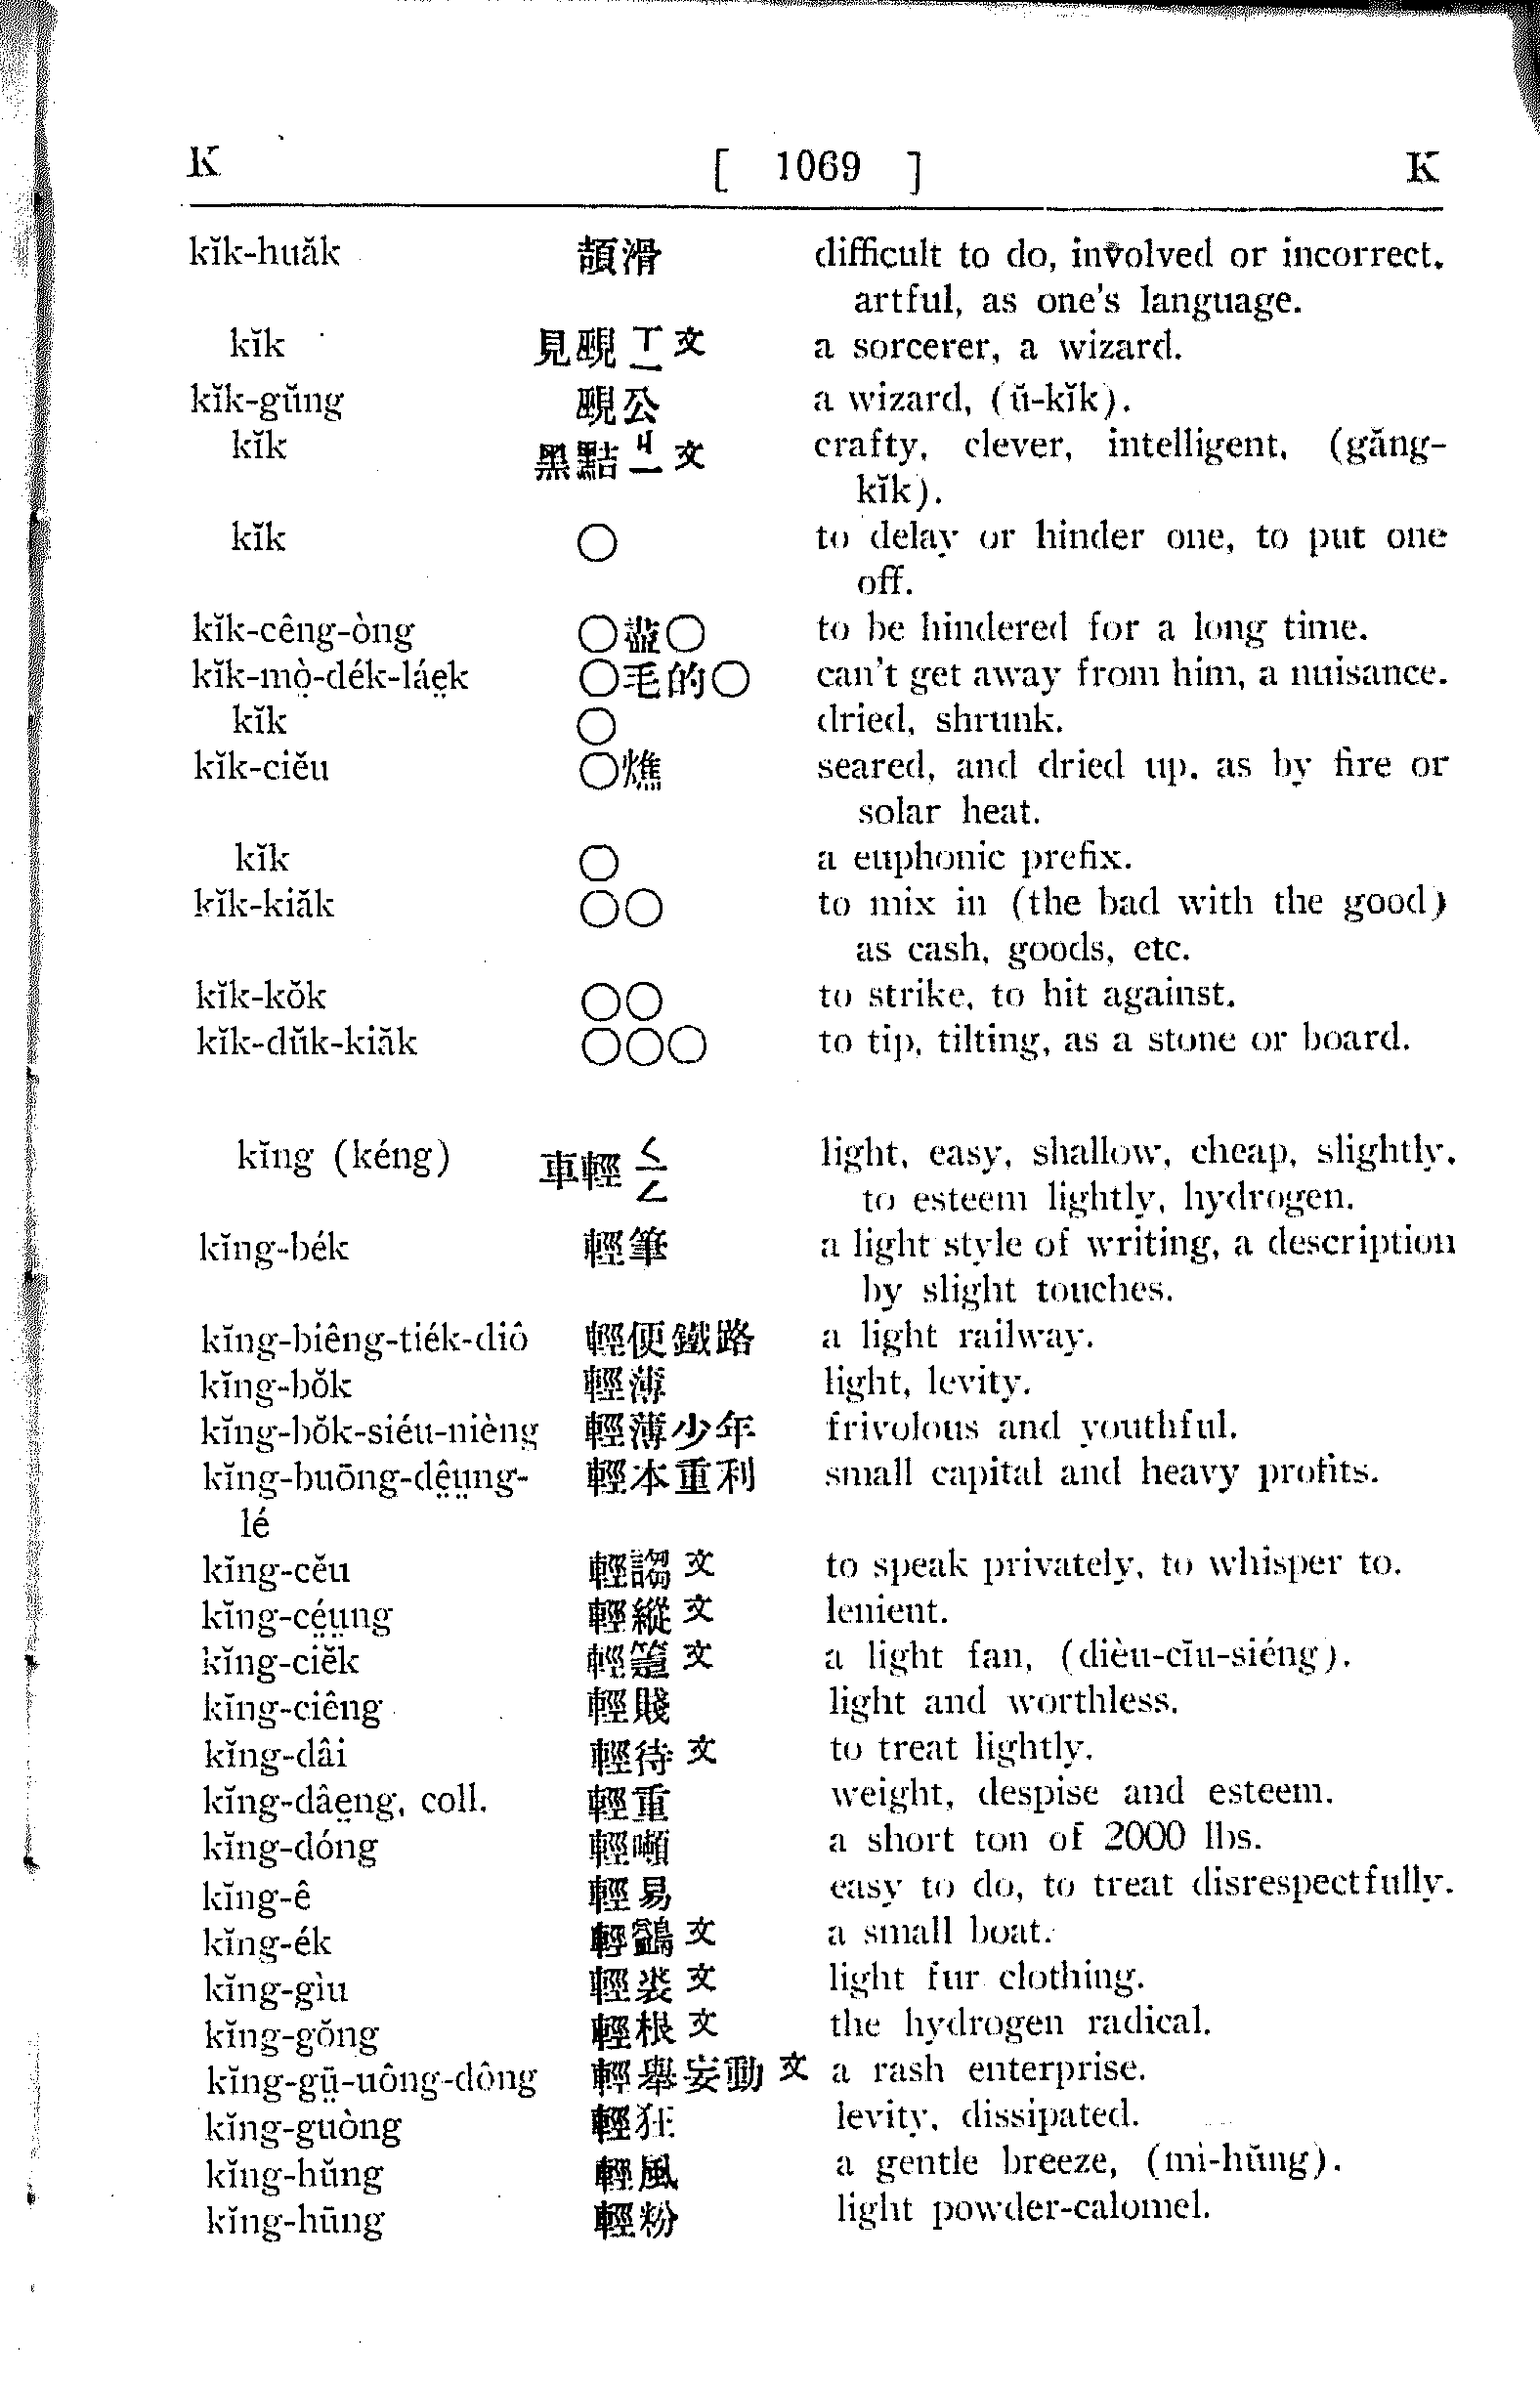 K [ 1069 ] K
kĭk-huăk 頡滑 difficult to do, involved or incorrect,
artful, as one's language.
kĭk 見覡ㄒㄧ文 a sorcerer, a wizard.
kĭk-gŭng 覡公 a wizard, (ŭ-kĭk).
kĭk 黑黠ㄐㄧ文 crafty, clever, intelligent, (găng-
kĭk).
kĭk ○ to delay or hinder one, to put one
off.
kĭk-cêng-òng ○盡○ to be hindered for a long time.
kĭk-mò̤-dék-láe̤k ○毛的○ can't get away from him, a nuisance.
kĭk ○ dried, shrunk.
kĭk-ciĕu ○燋 seared, and dried up, as by fire or
solar heat.
kĭk ○ a euphonic prefix.
kĭk-kiăk ○○ to mix in (the bad with the good)
as cash, goods, etc.
kĭk-kŏk ○○ to strike, to hit against.
kĭk-dŭk-kiăk ○○○ to tip, tilting, as a stone or board.
kĭng (kéng) 車輕ㄑㄧㄥ light, easy, shallow, cheap, slightly,
to esteem lightly, hydrogen.
kĭng-bék 輕筆 a light style of writing, a description
by slight touches.
kĭng-biêng-tiék-diô 輕便鐵路 a light railway.
kĭng-bŏk 輕薄 light, levity.
kĭng-bŏk-siéu-nièng 輕薄少年 frivolous and youthful.
kĭng-buōng-dê̤ṳng- 輕本重利 small capital and heavy profits.
lé
kĭng-cĕu 輕謅文 to speak privately, to whisper to.
kĭng-cé̤ṳng 輕縱文 lenient.
kĭng-ciĕk 輕箑文 a light fan, (dièu-cĭu-siéng).
kĭng-ciêng 輕賤 light and worthless.
kĭng-dâi 輕待文 to treat lightly.
kĭng-dâe̤ng, coll. 輕重 weight, despise and esteem.
kĭng-dóng 輕噸 a short ton of 2000 lbs.
kĭng-ê 輕易 easy to do, to treat disrespectfully.
kĭng-ék 輕鷁文 a small boat.
kĭng-gìu 輕裘文 light fur clothing.
kĭng-gŏng 輕根文 the hydrogen radical.
kĭng-gṳ̄-uông-dông 輕舉妄動文 a rash enterprise.
kĭng-guòng 輕狂 levity, dissipated.
kĭng-hŭng 輕風 a gentle breeze, (mì-hŭng).
kĭng-hūng 輕粉 light powder-calomel.